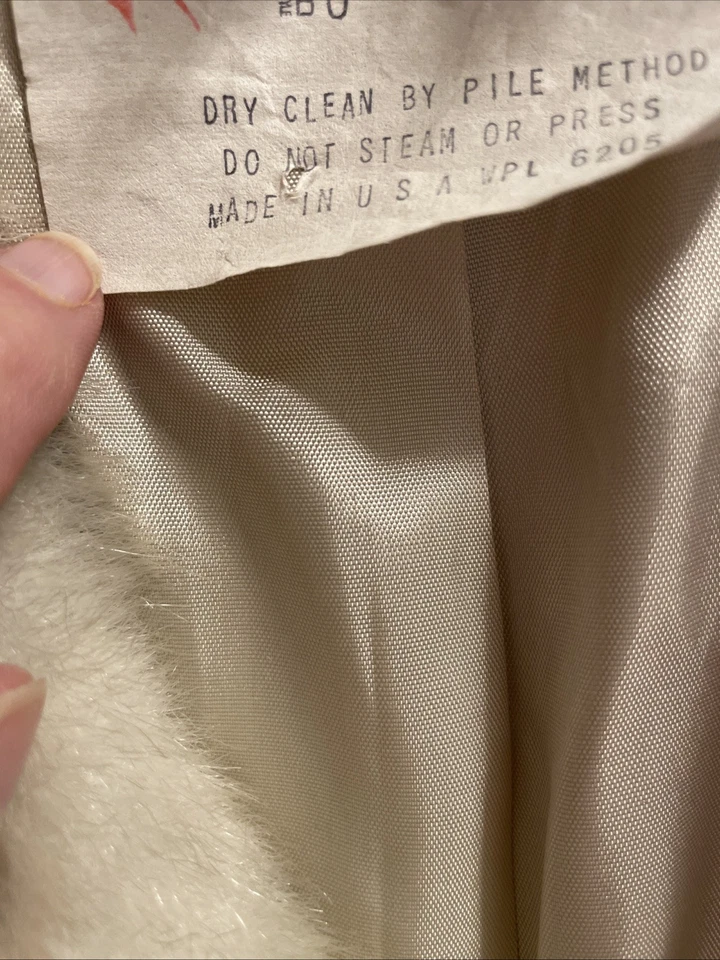 DRY CLEAN BY PILE METHOD
DO NOT STEAM OR PRESS
MADE IN U S A WPL 6205